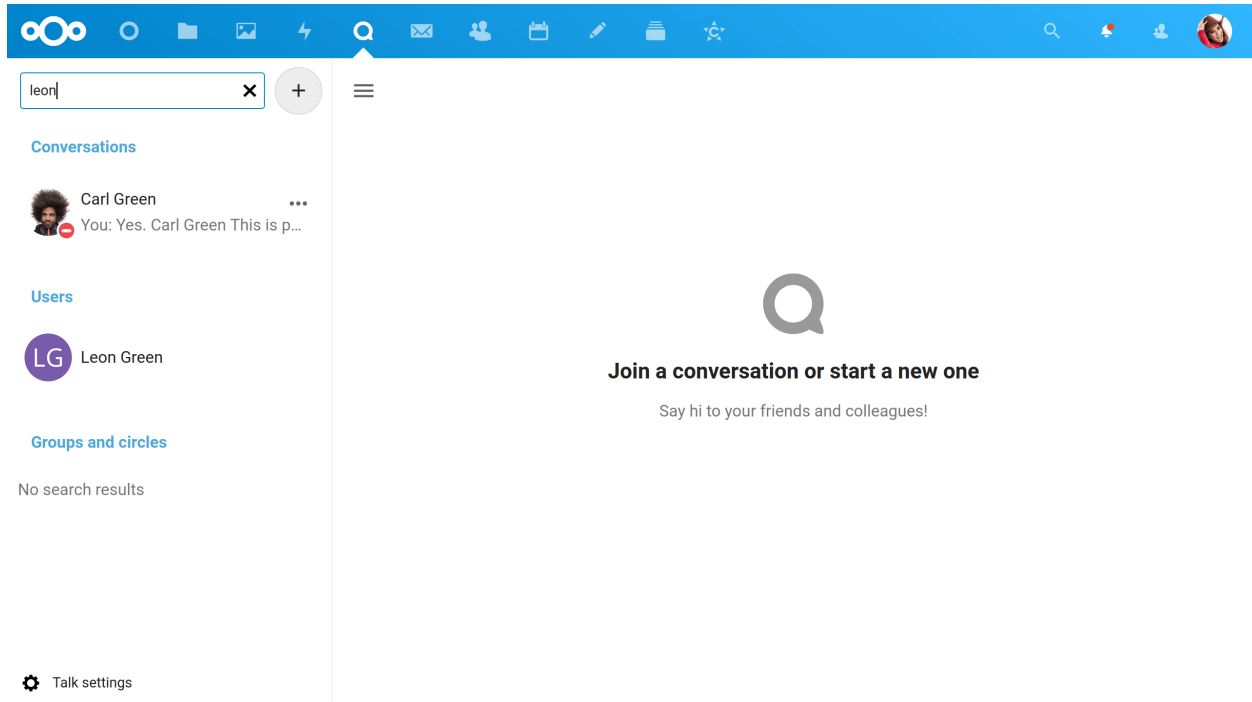 leon
Conversations
Carl Green
You: Yes. Carl Green This is p...
Users
LG Leon Green
Groups and circles
No search results
Talk settings
Join a conversation or start a new one
Say hi to your friends and colleagues!